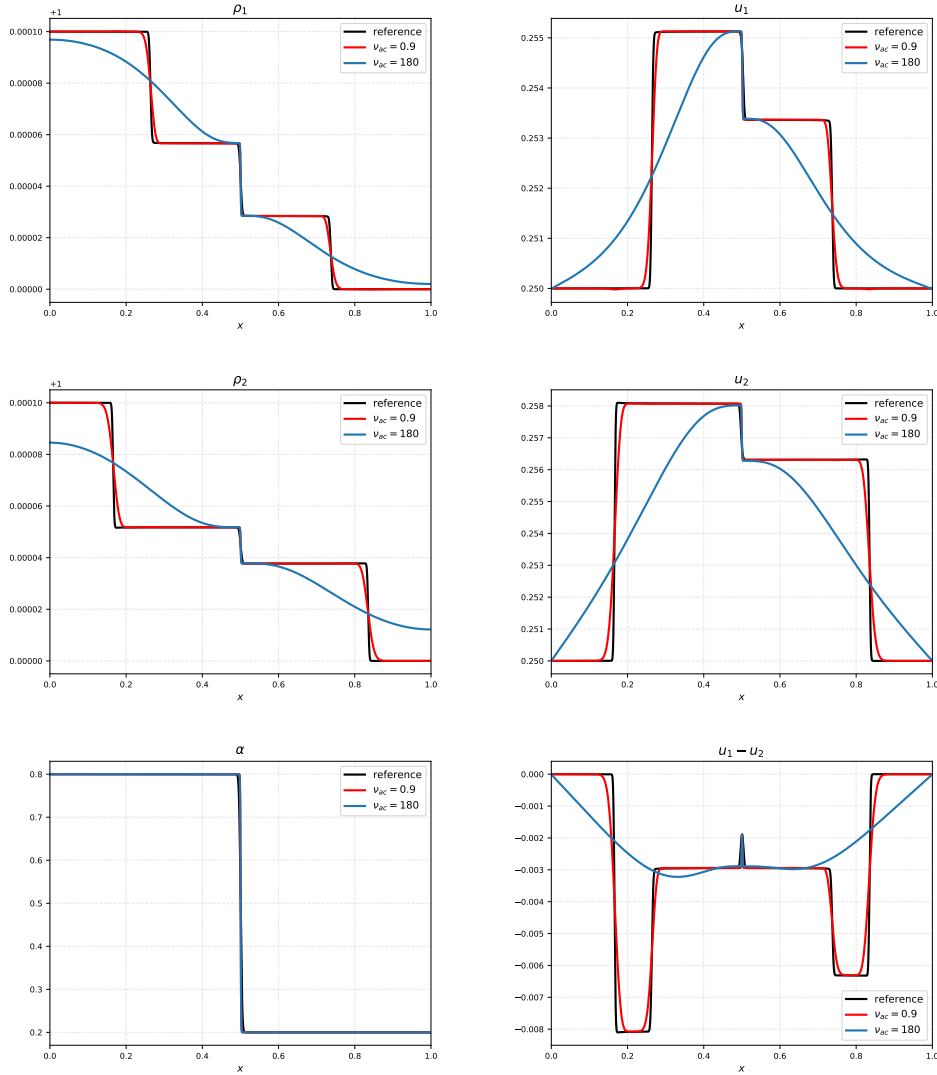 ρ₁
+1
0.00010
0.00008
0.00006
0.00004
0.00002
0.00000
0.0 0.2 0.4 0.6 0.8 1.0
x
reference
ν_ac = 0.9
ν_ac = 180
u₁
0.255
0.254
0.253
0.252
0.251
0.250
0.0 0.2 0.4 0.6 0.8 1.0
x
reference
ν_ac = 0.9
ν_ac = 180
ρ₂
+1
0.00010
0.00008
0.00006
0.00004
0.00002
0.00000
0.0 0.2 0.4 0.6 0.8 1.0
x
reference
ν_ac = 0.9
ν_ac = 180
u₂
0.258
0.257
0.256
0.255
0.254
0.253
0.252
0.251
0.250
0.0 0.2 0.4 0.6 0.8 1.0
x
reference
ν_ac = 0.9
ν_ac = 180
α
0.8
0.7
0.6
0.5
0.4
0.3
0.2
0.0 0.2 0.4 0.6 0.8 1.0
x
reference
ν_ac = 0.9
ν_ac = 180
u₁ − u₂
0.000
−0.001
−0.002
−0.003
−0.004
−0.005
−0.006
−0.007
−0.008
0.0 0.2 0.4 0.6 0.8 1.0
x
reference
ν_ac = 0.9
ν_ac = 180